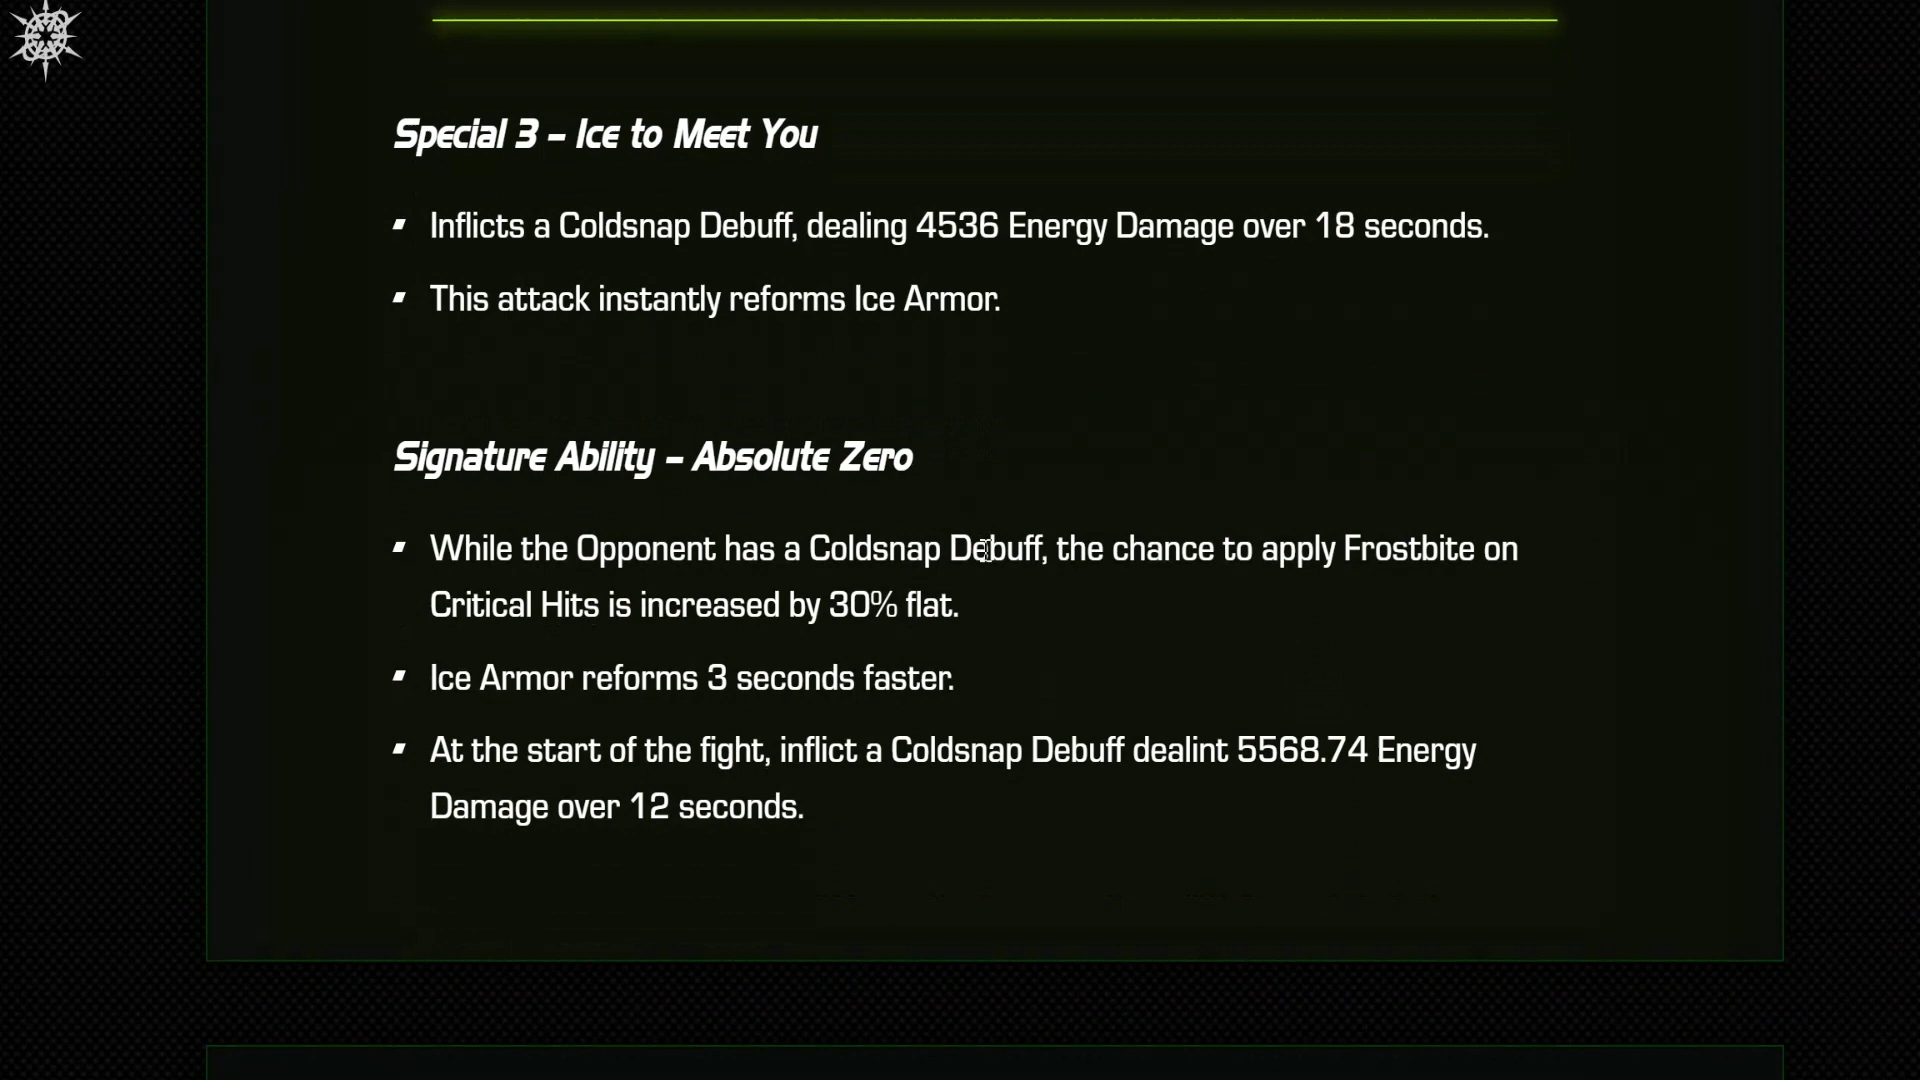 Special 3 – Ice to Meet You
Inflicts a Coldsnap Debuff, dealing 4536 Energy Damage over 18 seconds.
This attack instantly reforms Ice Armor.
Signature Ability – Absolute Zero
While the Opponent has a Coldsnap Debuff, the chance to apply Frostbite on
Critical Hits is increased by 30% flat.
Ice Armor reforms 3 seconds faster.
At the start of the fight, inflict a Coldsnap Debuff dealint 5568.74 Energy
Damage over 12 seconds.